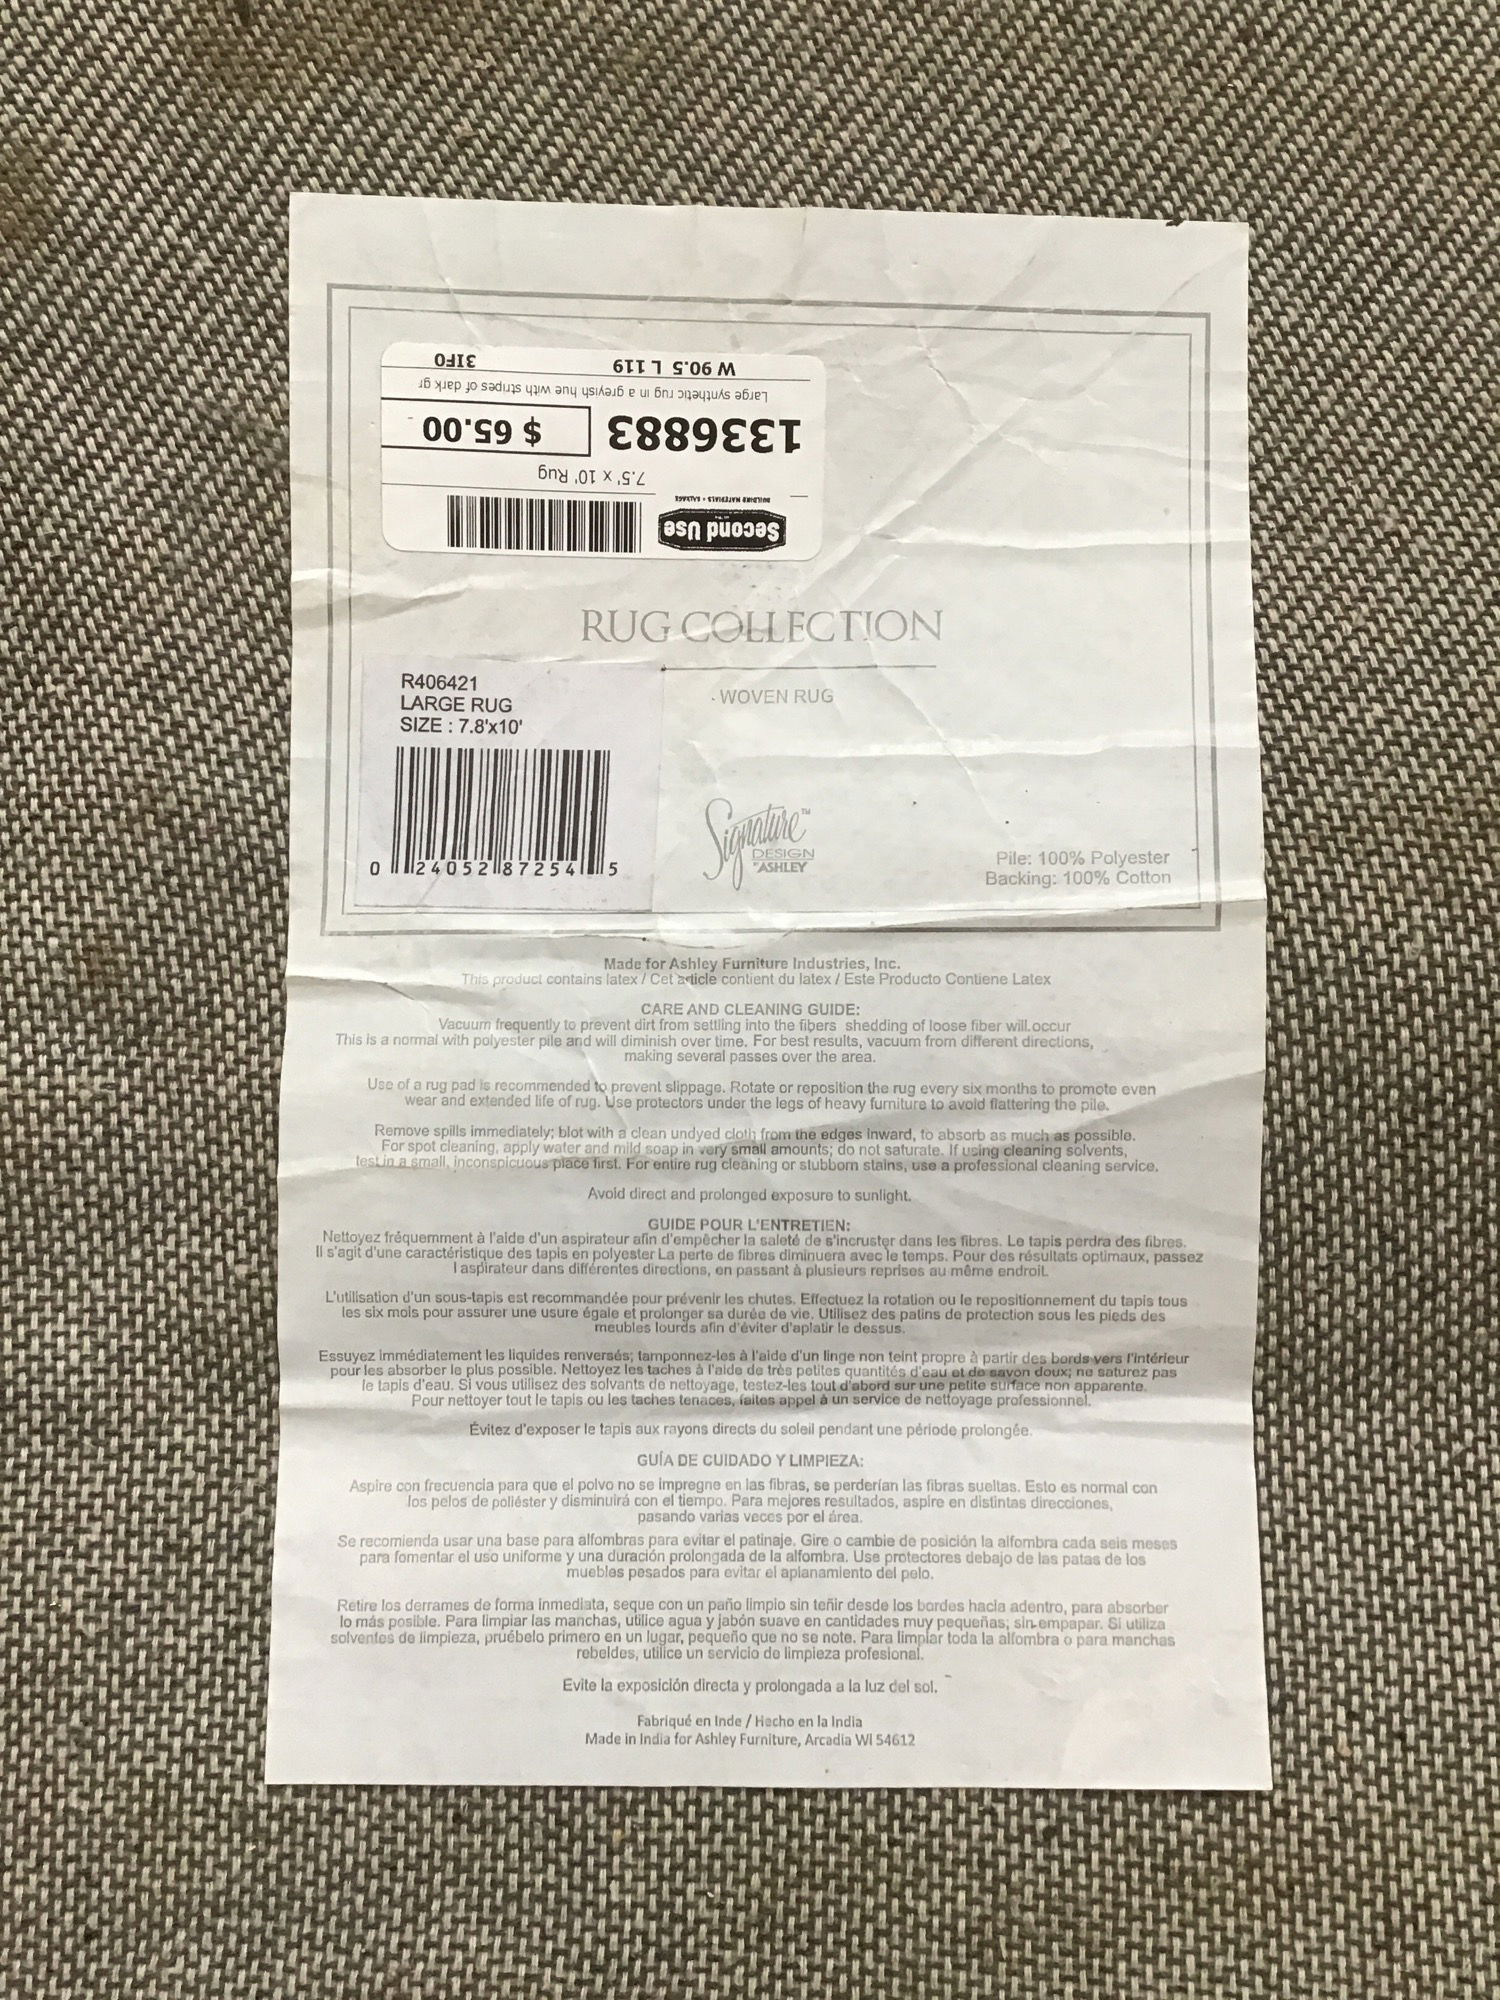 Second Use
BUILDING MATERIALS • SALVAGE
7.5' x 10' Rug
1336883
$ 65.00
Large synthetic rug in a greyish hue with stripes of dark gr
W 90.5 L 119
3IFO
RUG COLLECTION
R406421
LARGE RUG
SIZE : 7.8'x10'
0 24052 87254 5
WOVEN RUG
Signature™
DESIGN
BY ASHLEY
Pile: 100% Polyester
Backing: 100% Cotton
Made for Ashley Furniture Industries, Inc.
This product contains latex / Cet article contient du latex / Este Producto Contiene Latex
CARE AND CLEANING GUIDE:
Vacuum frequently to prevent dirt from settling into the fibers shedding of loose fiber will occur
This is a normal with polyester pile and will diminish over time. For best results, vacuum from different directions,
making several passes over the area.
Use of a rug pad is recommended to prevent slippage. Rotate or reposition the rug every six months to promote even
wear and extended life of rug. Use protectors under the legs of heavy furniture to avoid flattering the pile.
Remove spills immediately; blot with a clean undyed cloth from the edges inward, to absorb as much as possible.
For spot cleaning, apply water and mild soap in very small amounts; do not saturate. If using cleaning solvents,
test in a small, inconspicuous place first. For entire rug cleaning or stubborn stains, use a professional cleaning service.
Avoid direct and prolonged exposure to sunlight.
GUIDE POUR L'ENTRETIEN:
Nettoyez fréquemment à l'aide d'un aspirateur afin d'empêcher la saleté de s'incruster dans les fibres. Le tapis perdra des fibres.
Il s'agit d'une caractéristique des tapis en polyester La perte de fibres diminuera avec le temps. Pour des résultats optimaux, passez
l aspirateur dans différentes directions, en passant à plusieurs reprises au même endroit.
L'utilisation d'un sous-tapis est recommandée pour prévenir les chutes. Effectuez la rotation ou le repositionnement du tapis tous
les six mois pour assurer une usure égale et prolonger sa durée de vie. Utilisez des patins de protection sous les pieds des
meubles lourds afin d'éviter d'aplatir le dessus.
Essuyez immédiatement les liquides renversés; tamponnez-les à l'aide d'un linge non teint propre à partir des bords vers l'intérieur
pour les absorber le plus possible. Nettoyez les taches à l'aide de très petites quantités d'eau et de savon doux; ne saturez pas
le tapis d'eau. Si vous utilisez des solvants de nettoyage, testez-les tout d'abord sur une petite surface non apparente.
Pour nettoyer tout le tapis ou les taches tenaces, faites appel à un service de nettoyage professionnel.
Évitez d'exposer le tapis aux rayons directs du soleil pendant une période prolongée.
GUÍA DE CUIDADO Y LIMPIEZA:
Aspire con frecuencia para que el polvo no se impregne en las fibras, se perderían las fibras sueltas. Esto es normal con
los pelos de poliéster y disminuirá con el tiempo. Para mejores resultados, aspire en distintas direcciones,
pasando varias veces por el área.
Se recomienda usar una base para alfombras para evitar el patinaje. Gire o cambie de posición la alfombra cada seis meses
para fomentar el uso uniforme y una duración prolongada de la alfombra. Use protectores debajo de las patas de los
muebles pesados para evitar el aplanamiento del pelo.
Retire los derrames de forma inmediata, seque con un paño limpio sin teñir desde los bordes hacia adentro, para absorber
lo más posible. Para limpiar las manchas, utilice agua y jabón suave en cantidades muy pequeñas; sin empapar. Si utiliza
solventes de limpieza, pruébelo primero en un lugar, pequeño que no se note. Para limpiar toda la alfombra o para manchas
rebeldes, utilice un servicio de limpieza profesional.
Evite la exposición directa y prolongada a la luz del sol.
Fabriqué en Inde / Hecho en la India
Made in India for Ashley Furniture, Arcadia WI 54612